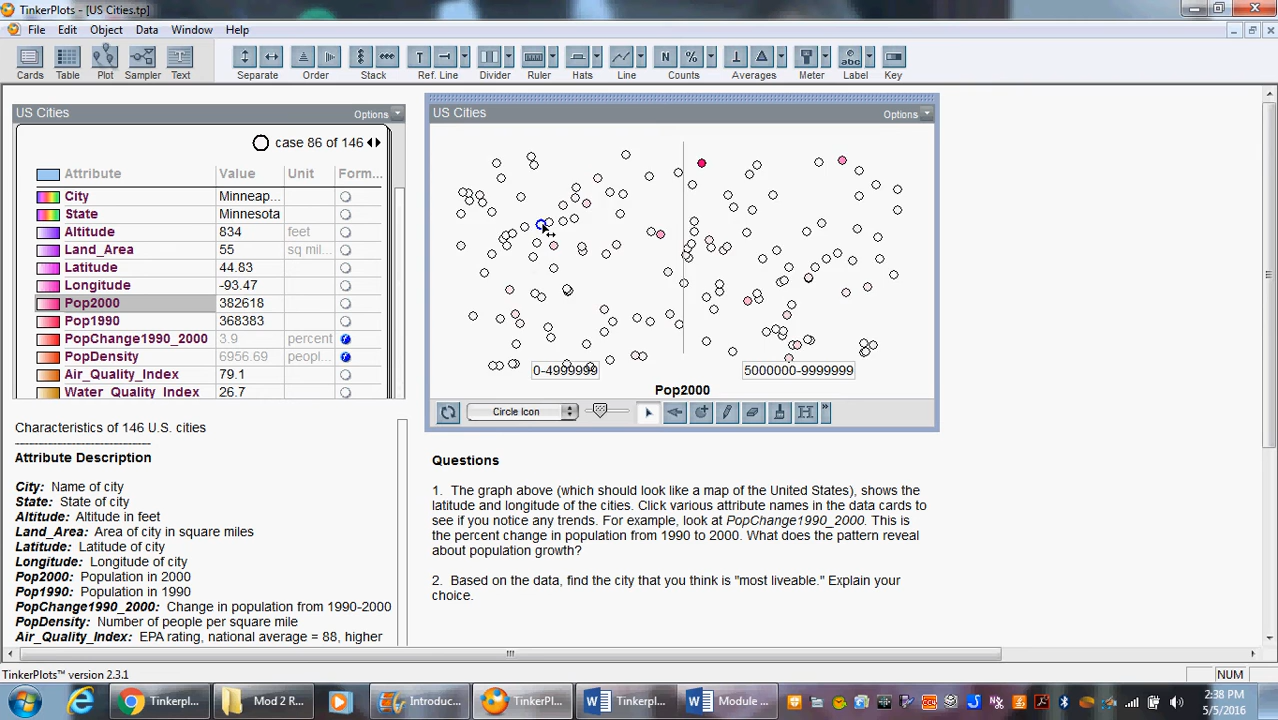 TinkerPlots - [US Cities.tp]
File Edit Object Data Window Help
Cards Table Plot Sampler Text Separate Order Stack Ref. Line Divider Ruler Hats Line Counts Averages Meter Label Key
US Cities Options
case 86 of 146
Attribute Value Unit Form...
City Minneap...
State Minnesota
Altitude 834 feet
Land_Area 55 sq mil...
Latitude 44.83
Longitude -93.47
Pop2000 382618
Pop1990 368383
PopChange1990_2000 3.9 percent
PopDensity 6956.69 peopl...
Air_Quality_Index 79.1
Water_Quality_Index 26.7
Characteristics of 146 U.S. cities
Attribute Description
City: Name of city
State: State of city
Altitude: Altitude in feet
Land_Area: Area of city in square miles
Latitude: Latitude of city
Longitude: Longitude of city
Pop2000: Population in 2000
Pop1990: Population in 1990
PopChange1990_2000: Change in population from 1990-2000
PopDensity: Number of people per square mile
Air_Quality_Index: EPA rating, national average = 88, higher
US Cities Options
0-4999999 5000000-9999999
Pop2000
Circle Icon
Questions
1. The graph above (which should look like a map of the United States), shows the
latitude and longitude of the cities. Click various attribute names in the data cards to
see if you notice any trends. For example, look at PopChange1990_2000. This is
the percent change in population from 1990 to 2000. What does the pattern reveal
about population growth?
2. Based on the data, find the city that you think is "most liveable." Explain your
choice.
TinkerPlots™ version 2.3.1 NUM
Tinkerpl... Mod 2 R... Introduc... TinkerP... Tinkerpl... Module ... 2:38 PM
5/5/2016